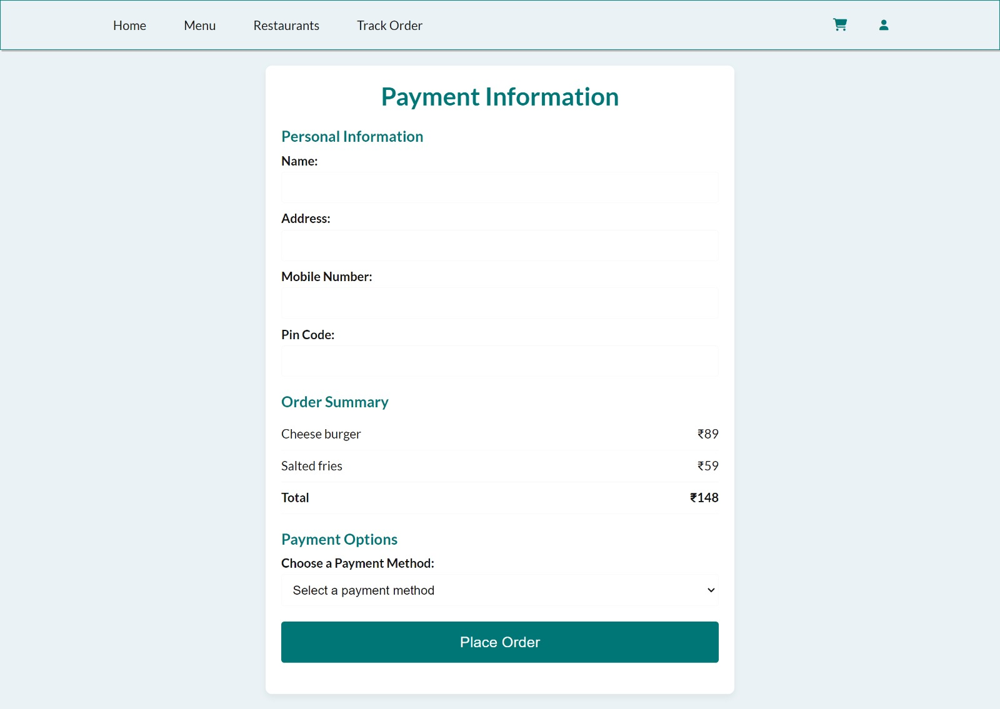 Home Menu Restaurants Track Order
Payment Information
Personal Information
Name:
Address:
Mobile Number:
Pin Code:
Order Summary
Cheese burger ₹89
Salted fries ₹59
Total ₹148
Payment Options
Choose a Payment Method:
Select a payment method
Place Order